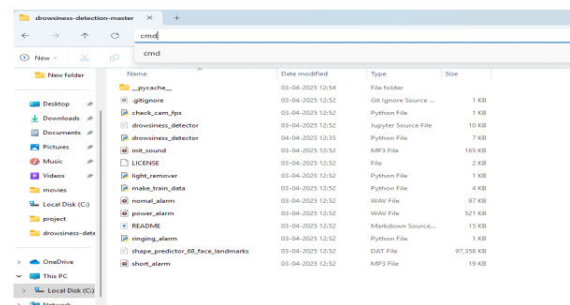 drowsiness-detection-master
cmd
New
cmd
New folder
Desktop
Downloads
Documents
Pictures
Music
Videos
movies
Local Disk (C:)
project
drowsiness-dete
OneDrive
This PC
Local Disk (C:)
Network
Name Date modified Type Size
__pycache__ 03-04-2025 12:54 File folder
.gitignore 03-04-2025 12:52 Git Ignore Source ... 1 KB
check_cam_fps 03-04-2025 12:52 Python File 1 KB
drowsiness_detector 03-04-2025 12:52 Jupyter Source File 10 KB
drowsiness_detector 04-04-2025 12:35 Python File 7 KB
init_sound 03-04-2025 12:52 MP3 File 165 KB
LICENSE 03-04-2025 12:52 File 2 KB
light_remover 03-04-2025 12:52 Python File 1 KB
make_train_data 03-04-2025 12:52 Python File 4 KB
nomal_alarm 03-04-2025 12:52 WAV File 97 KB
power_alarm 03-04-2025 12:52 WAV File 521 KB
README 03-04-2025 12:52 Markdown Source... 15 KB
ringing_alarm 03-04-2025 12:52 Python File 1 KB
shape_predictor_68_face_landmarks 03-04-2025 12:52 DAT File 97,358 KB
short_alarm 03-04-2025 12:52 MP3 File 19 KB